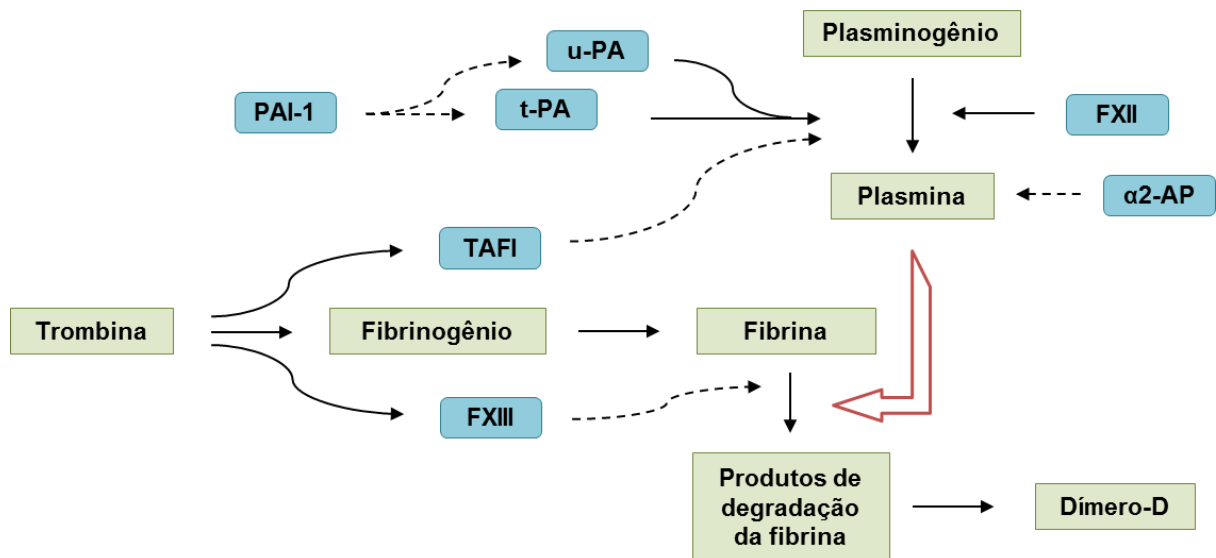 Plasminogênio
u-PA
PAI-1
t-PA
FXII
Plasmina
α2-AP
TAFI
Trombina
Fibrinogênio
Fibrina
FXIII
Produtos de
degradação
da fibrina
Dímero-D